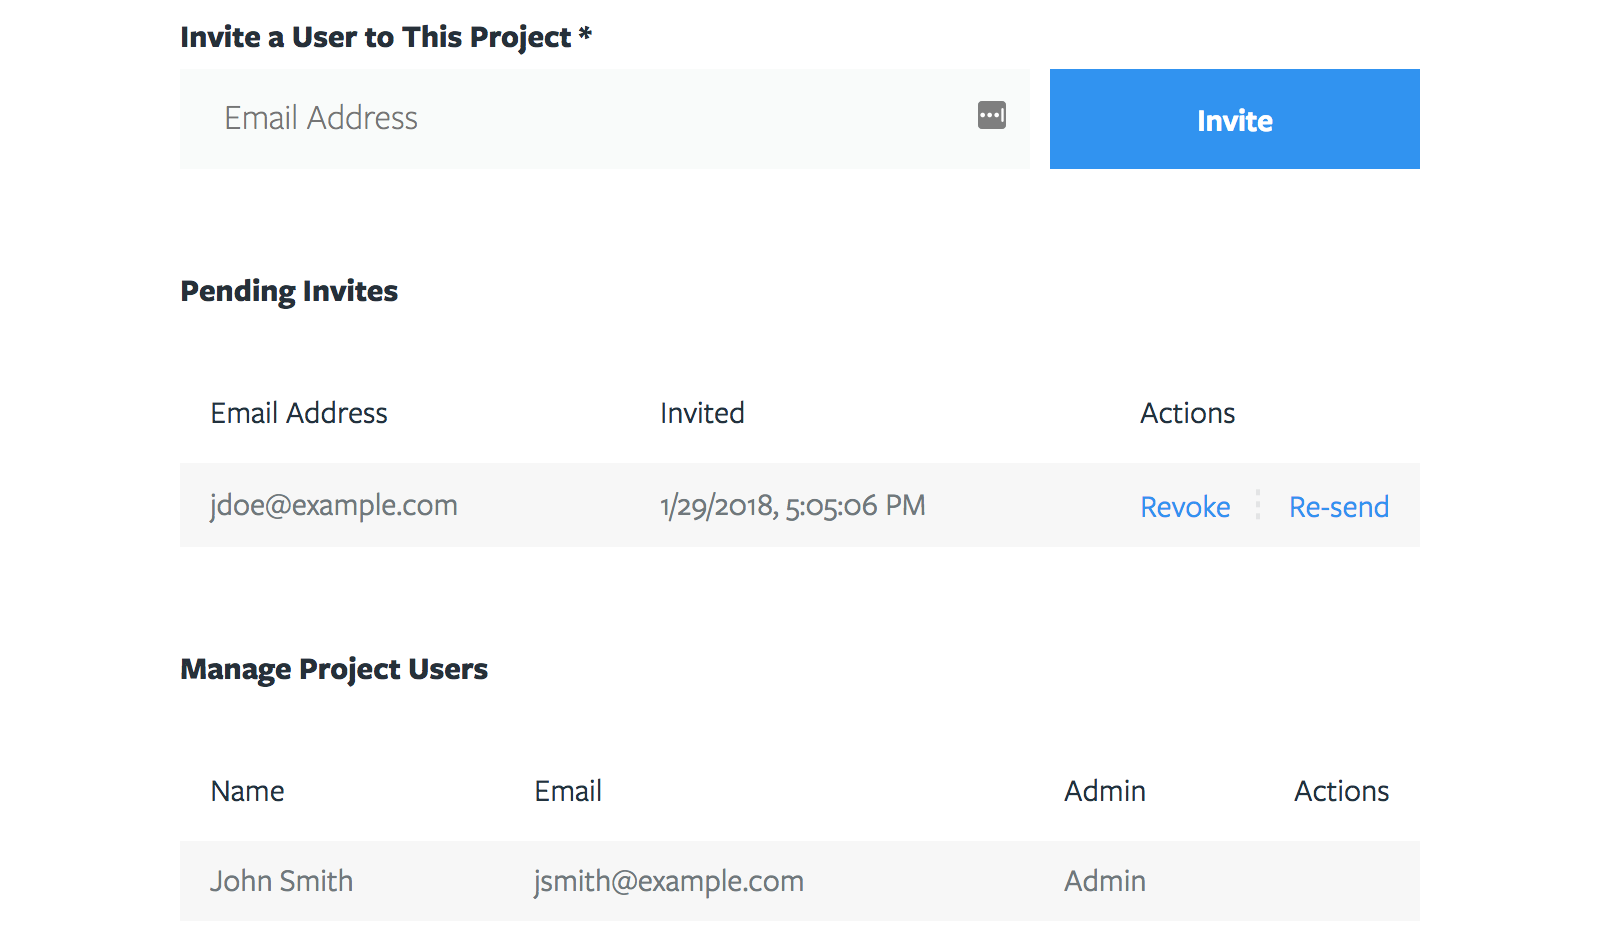 Invite a User to This Project *
Email Address
Invite
Pending Invites
Email Address Invited Actions
jdoe@example.com 1/29/2018, 5:05:06 PM Revoke Re-send
Manage Project Users
Name Email Admin Actions
John Smith jsmith@example.com Admin